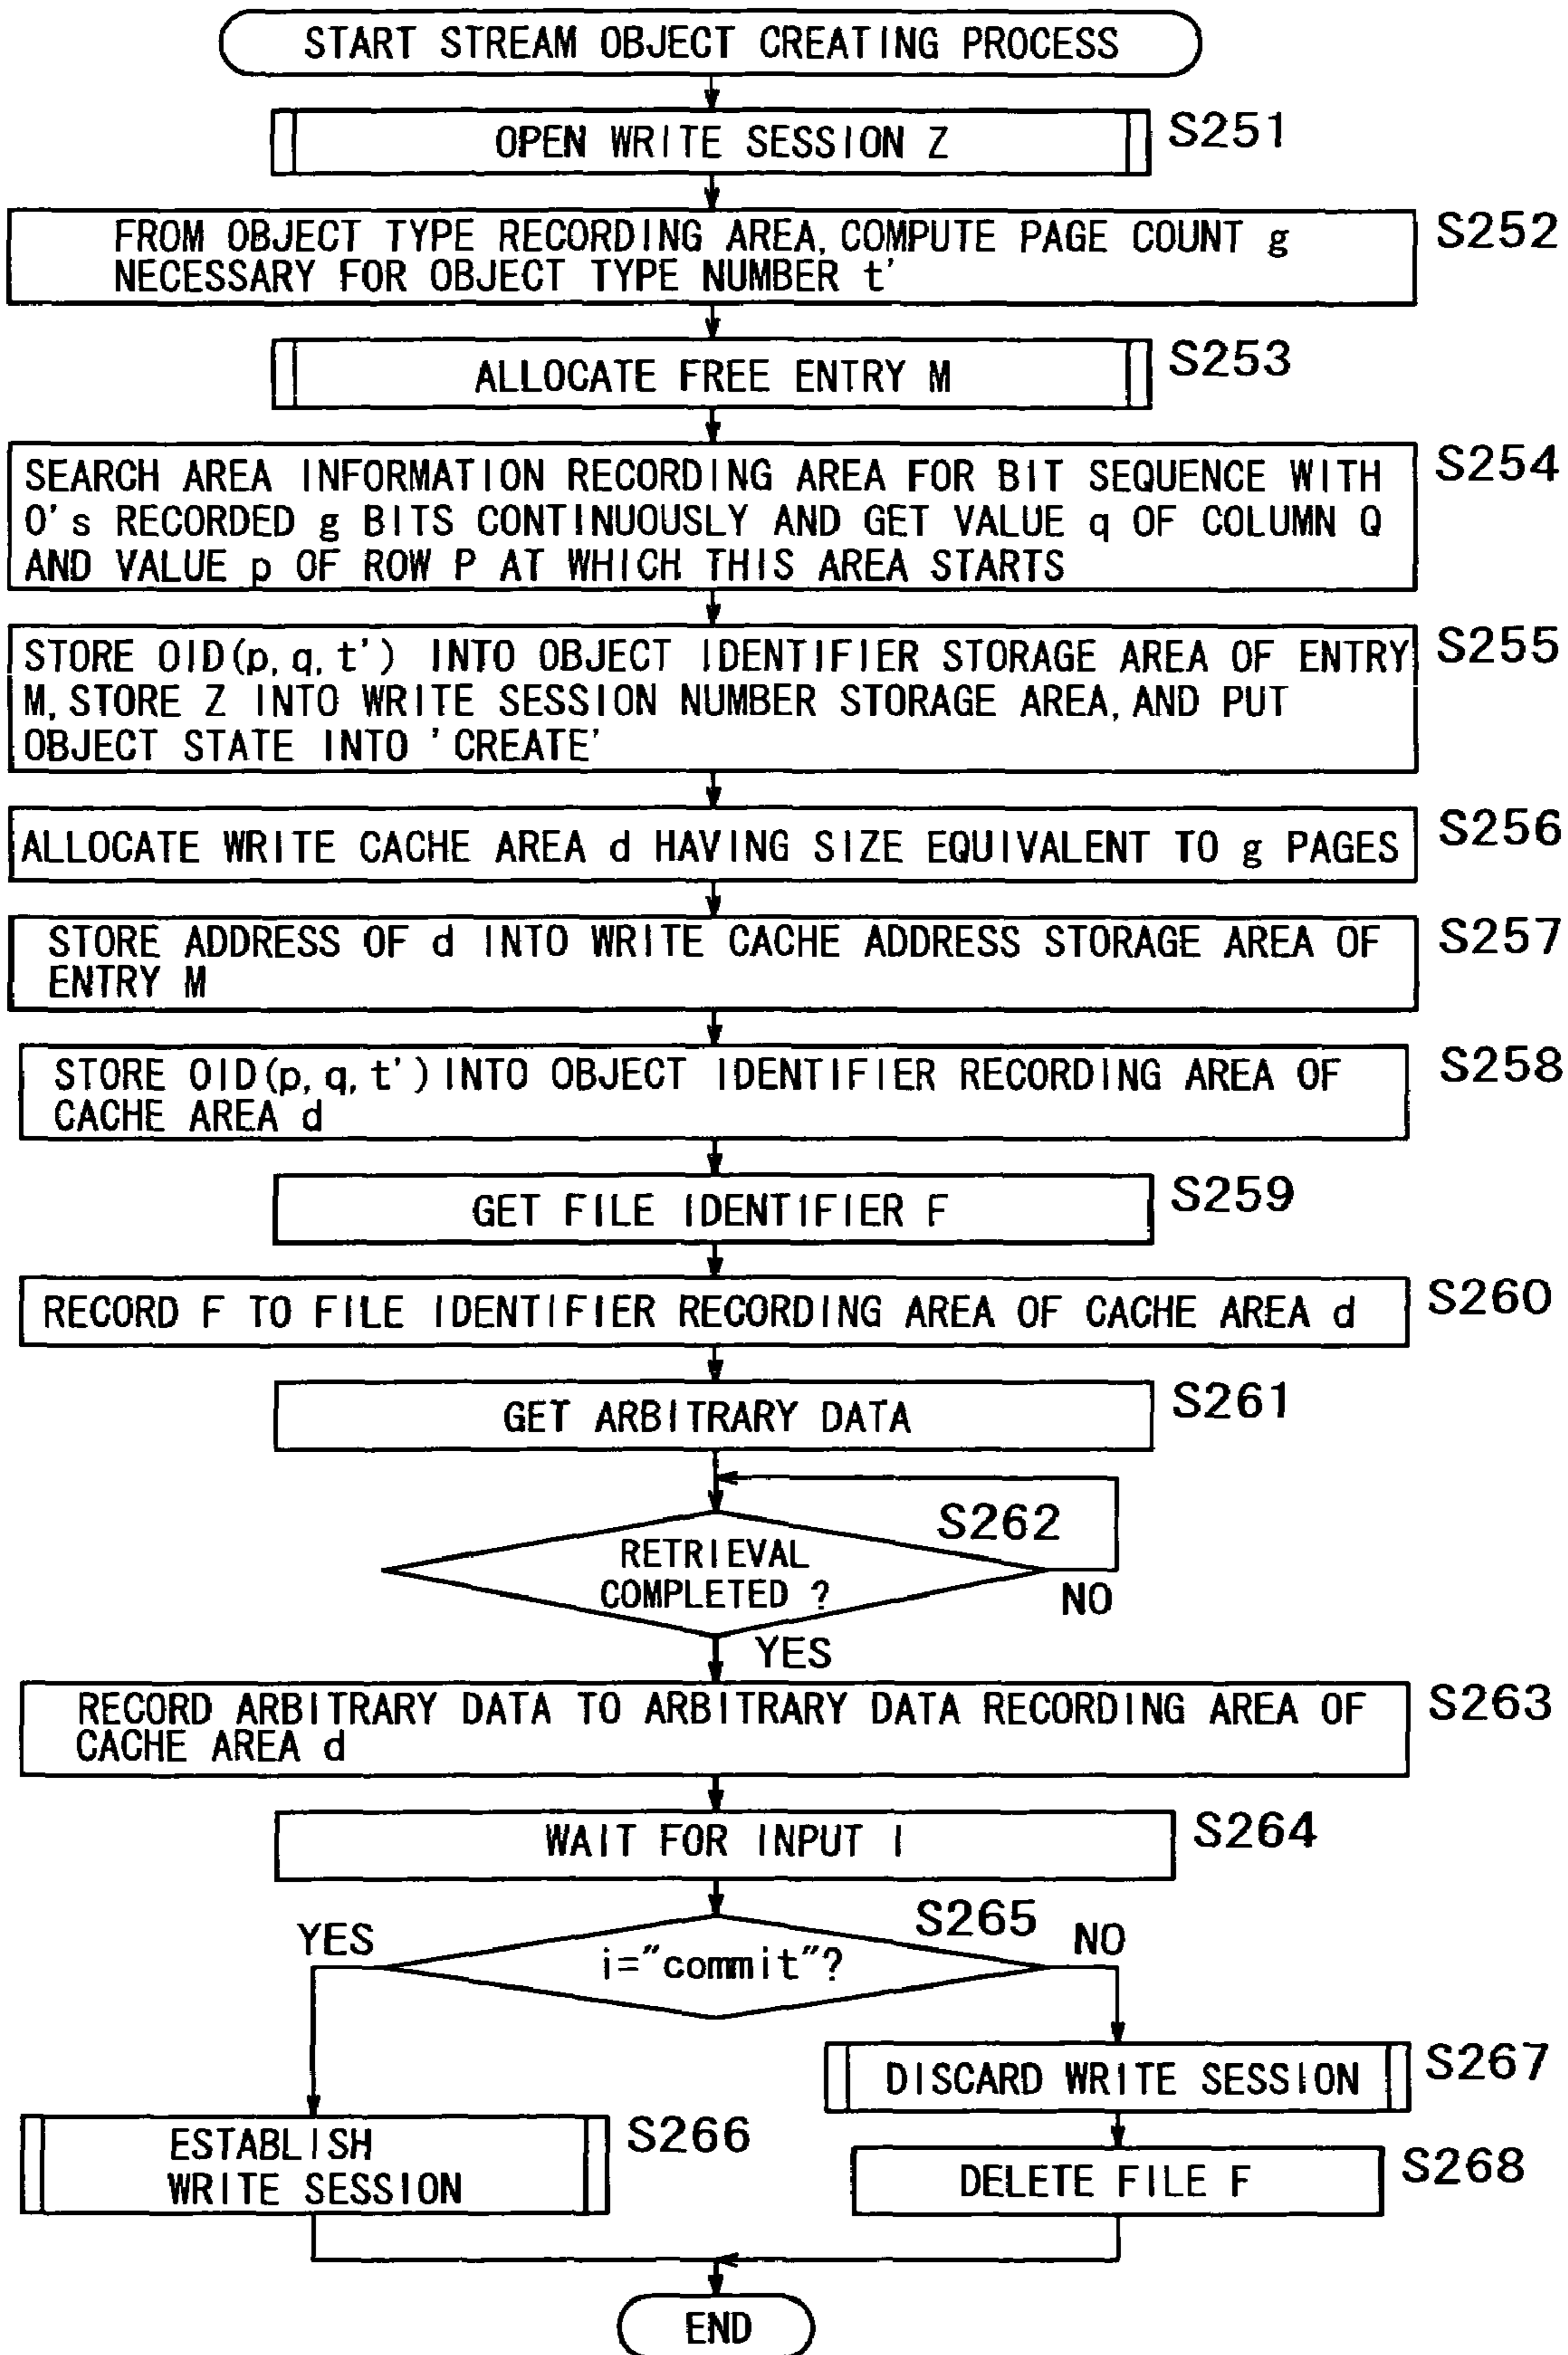 START STREAM OBJECT CREATING PROCESS
OPEN WRITE SESSION Z
S251
FROM OBJECT TYPE RECORDING AREA, COMPUTE PAGE COUNT g
NECESSARY FOR OBJECT TYPE NUMBER t'
S252
ALLOCATE FREE ENTRY M
S253
SEARCH AREA INFORMATION RECORDING AREA FOR BIT SEQUENCE WITH
0's RECORDED g BITS CONTINUOUSLY AND GET VALUE q OF COLUMN Q
AND VALUE p OF ROW P AT WHICH THIS AREA STARTS
S254
STORE OID(p, q, t') INTO OBJECT IDENTIFIER STORAGE AREA OF ENTRY
M, STORE Z INTO WRITE SESSION NUMBER STORAGE AREA, AND PUT
OBJECT STATE INTO 'CREATE'
S255
ALLOCATE WRITE CACHE AREA d HAVING SIZE EQUIVALENT TO g PAGES
S256
STORE ADDRESS OF d INTO WRITE CACHE ADDRESS STORAGE AREA OF
ENTRY M
S257
STORE OID(p, q, t') INTO OBJECT IDENTIFIER RECORDING AREA OF
CACHE AREA d
S258
GET FILE IDENTIFIER F
S259
RECORD F TO FILE IDENTIFIER RECORDING AREA OF CACHE AREA d
S260
GET ARBITRARY DATA
S261
S262
RETRIEVAL
COMPLETED ?
NO
YES
RECORD ARBITRARY DATA TO ARBITRARY DATA RECORDING AREA OF
CACHE AREA d
S263
WAIT FOR INPUT I
S264
S265
YES
i="commit"?
NO
DISCARD WRITE SESSION
S267
ESTABLISH
WRITE SESSION
S266
DELETE FILE F
S268
END